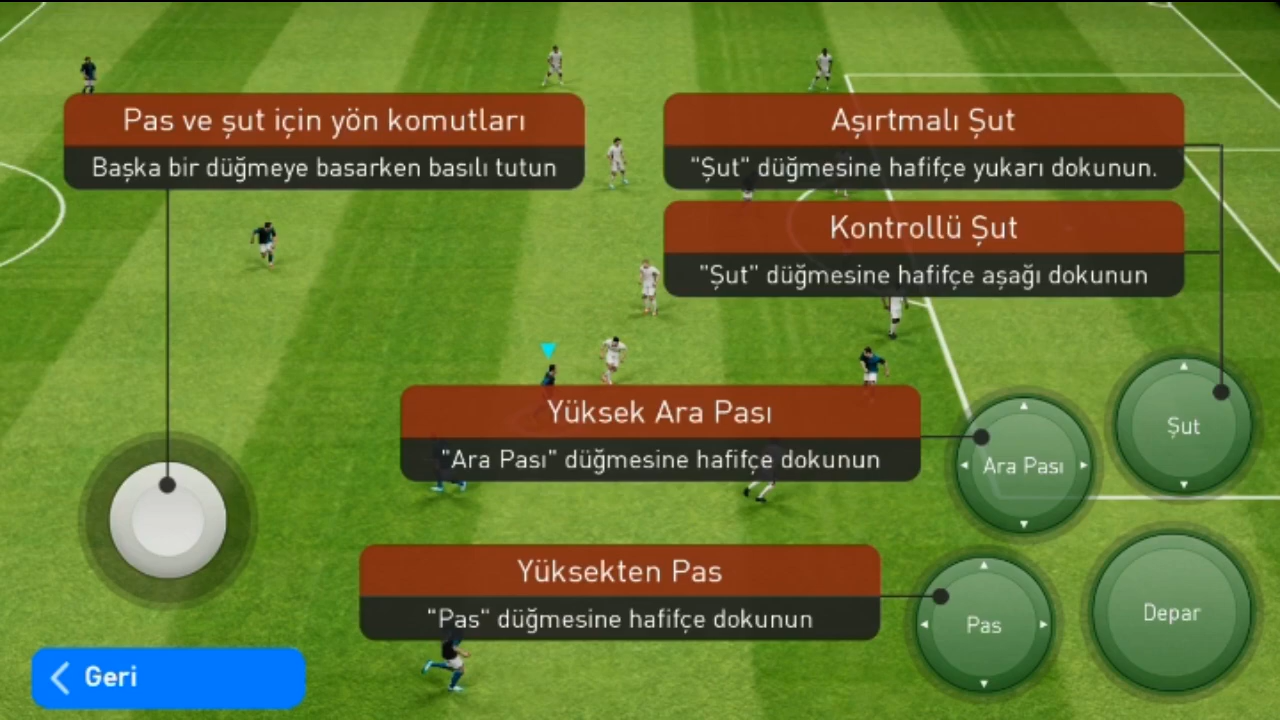 Pas ve şut için yön komutları
Başka bir düğmeye basarken basılı tutun
Aşırtmalı Şut
"Şut" düğmesine hafifçe yukarı dokunun.
Kontrollü Şut
"Şut" düğmesine hafifçe aşağı dokunun
Yüksek Ara Pası
"Ara Pası" düğmesine hafifçe dokunun
Ara Pası
Şut
Yüksekten Pas
"Pas" düğmesine hafifçe dokunun
Pas
Depar
Geri